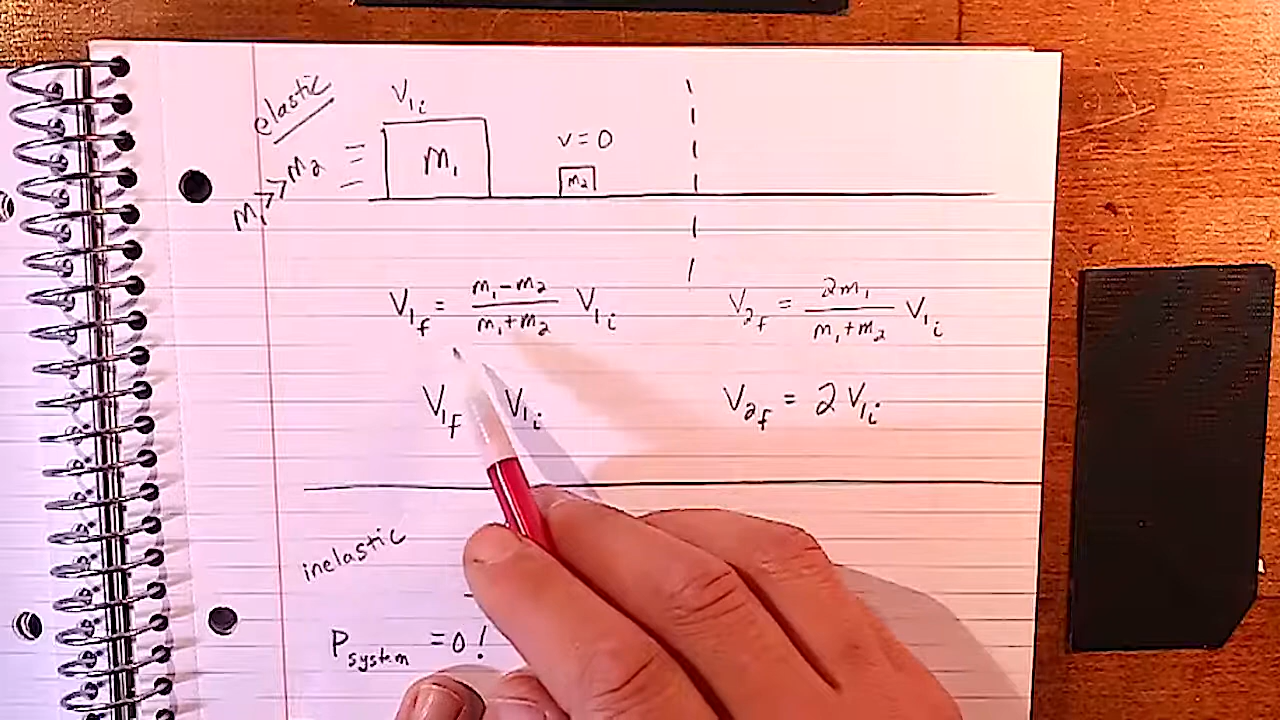 elastic
m₁ >> m₂
V₁ᵢ
m₁
v = 0
m₂
V₁f = (m₁ - m₂)/(m₁ + m₂) V₁ᵢ
V₂f = 2m₁/(m₁ + m₂) V₁ᵢ
V₁f V₁ᵢ
V₂f = 2 V₁ᵢ
inelastic
P system = 0!